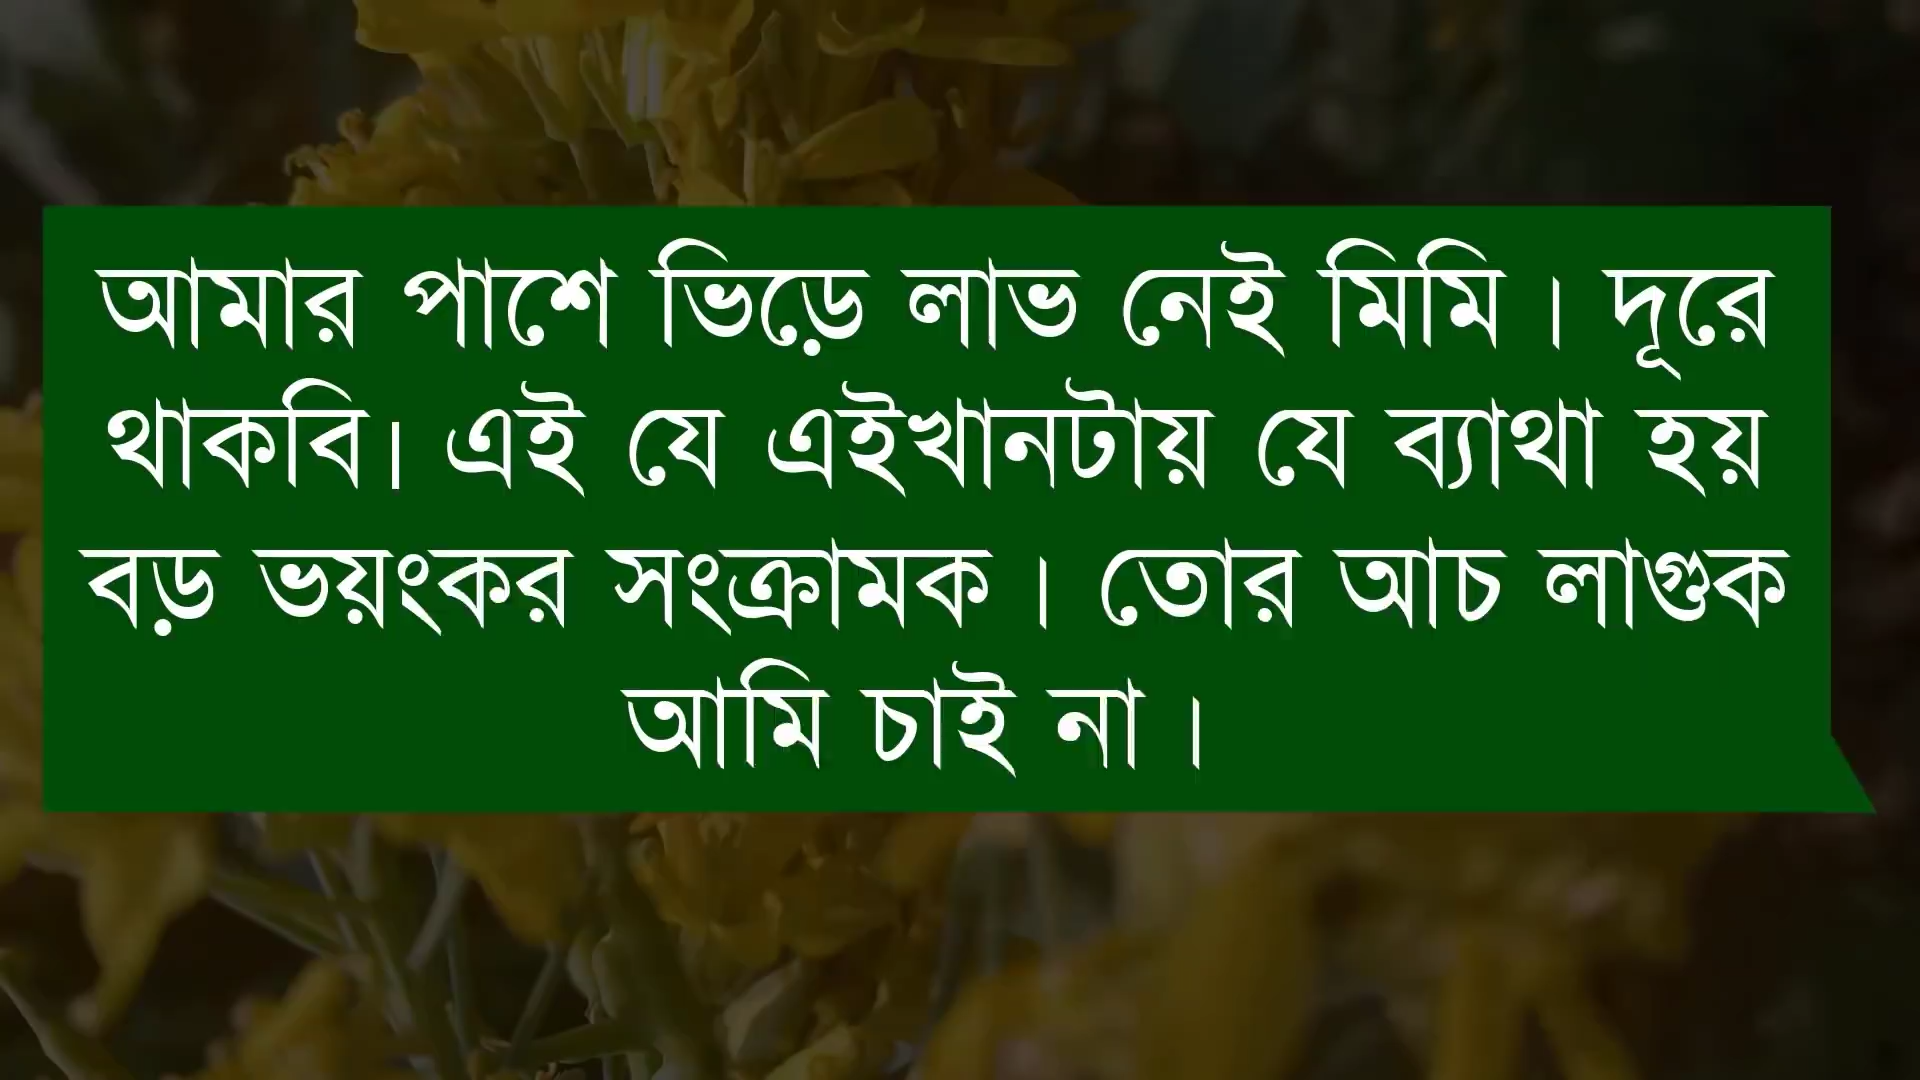 আমার পাশে ভিড়ে লাভ নেই মিমি। দূরে
থাকবি। এই যে এইখানটায় যে ব্যাথা হয়
বড় ভয়ংকর সংক্রামক। তোর আচ লাগুক
আমি চাই না।